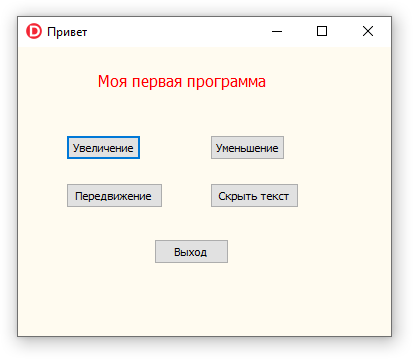 Привет
Моя первая программа
Увеличение
Уменьшение
Передвижение
Скрыть текст
Выход